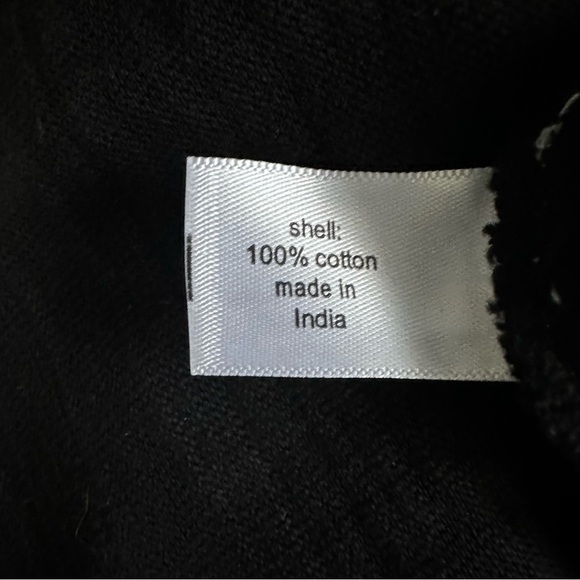 shell:
100% cotton
made in
India